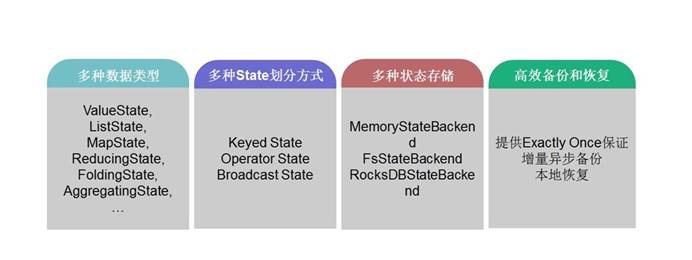 多种数据类型
ValueState,
ListState,
MapState,
ReducingState,
FoldingState,
AggregatingState,
…
多种State划分方式
Keyed State
Operator State
Broadcast State
多种状态存储
MemoryStateBacken
d
FsStateBackend
RocksDBStateBacke
nd
高效备份和恢复
提供Exactly Once保证
增量异步备份
本地恢复